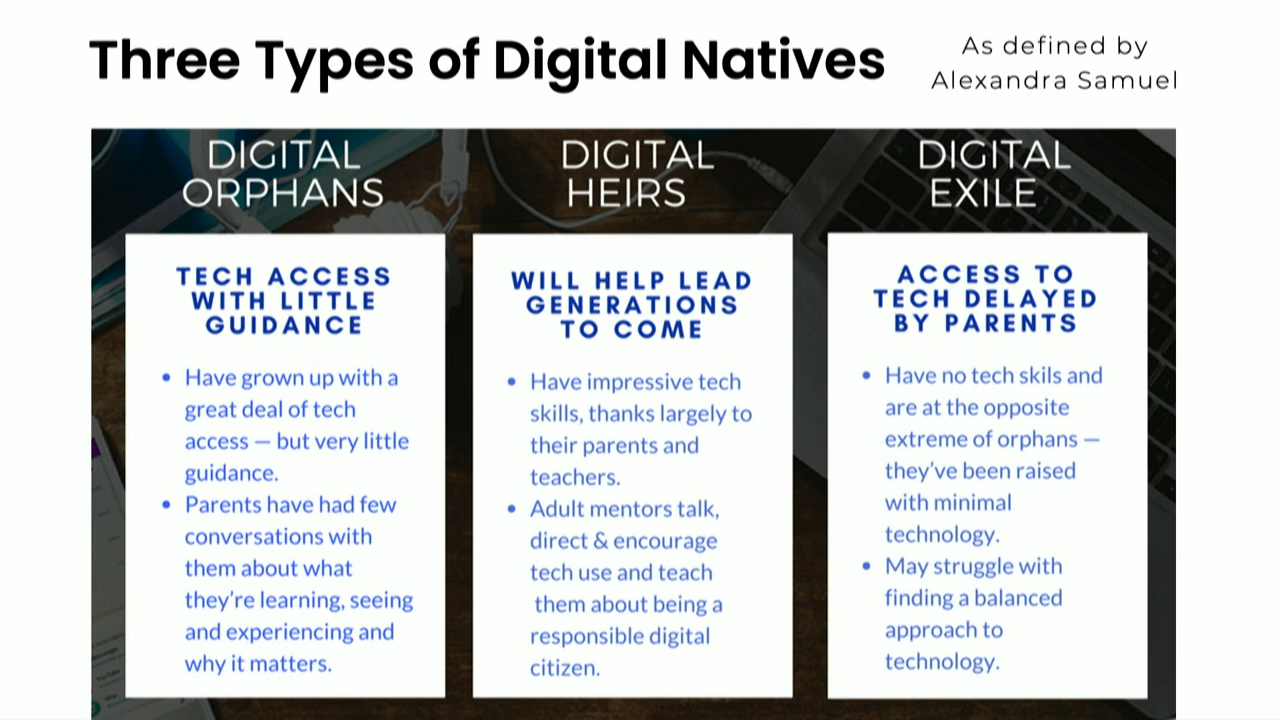 Three Types of Digital Natives
As defined by
Alexandra Samuel
DIGITAL
ORPHANS
TECH ACCESS
WITH LITTLE
GUIDANCE
• Have grown up with a
great deal of tech
access — but very little
guidance.
• Parents have had few
conversations with
them about what
they're learning, seeing
and experiencing and
why it matters.
DIGITAL
HEIRS
WILL HELP LEAD
GENERATIONS
TO COME
• Have impressive tech
skills, thanks largely to
their parents and
teachers.
• Adult mentors talk,
direct & encourage
tech use and teach
them about being a
responsible digital
citizen.
DIGITAL
EXILE
ACCESS TO
TECH DELAYED
BY PARENTS
• Have no tech skils and
are at the opposite
extreme of orphans —
they've been raised
with minimal
technology.
• May struggle with
finding a balanced
approach to
technology.